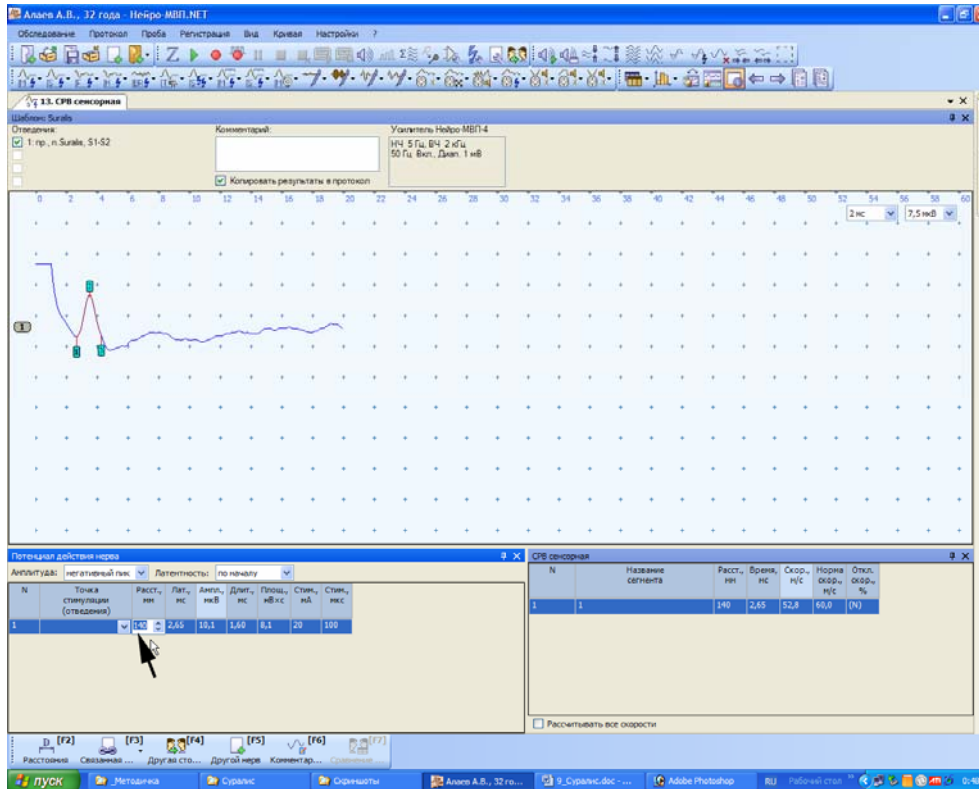 Алаев А.В., 32 года - Нейро-МВП.NET
Обследование Протокол Проба Регистрация Вид Кривая Настройки ?
13. СРВ сенсорная
Шаблон: Suralis
Отведения:
Комментарий:
Усилитель Нейро-МВП-4
1: пр., n.Suralis, S1-S2
НЧ 5 Гц, ВЧ 2 кГц
50 Гц Вкл., Диап. 1 мВ
Копировать результаты в протокол
0 2 4 6 8 10 12 14 16 18 20 22 24 26 28 30 32 34 36 38 40 42 44 46 48 50 52 54 56 58 60
2 мс 7,5 мкВ
1
Потенциал действия нерва
Амплитуда: негативный пик Латентность: по началу
N Точка стимуляции (отведения) Расст., мм Лат., мс Ампл., мкВ Длит., мс Площ., нВ×с Стим., мА Стим., мкс
1 140 2,65 10,1 1,60 8,1 20 100
СРВ сенсорная
N Название сегмента Расст., мм Время, мс Скор., м/с Норма скор., м/с Откл. скор., %
1 1 140 2,65 52,8 60,0 (N)
Рассчитывать все скорости
[F2] [F3] [F4] [F5] [F6] [F7]
Расстояния Связанная ... Другая сто... Другой нерв Комментар... Сравнение
пуск _Методичка Суралис Скриншоты Алаев А.В., 32 го... 9_Суралис.doc - ... Adobe Photoshop RU Рабочий стол